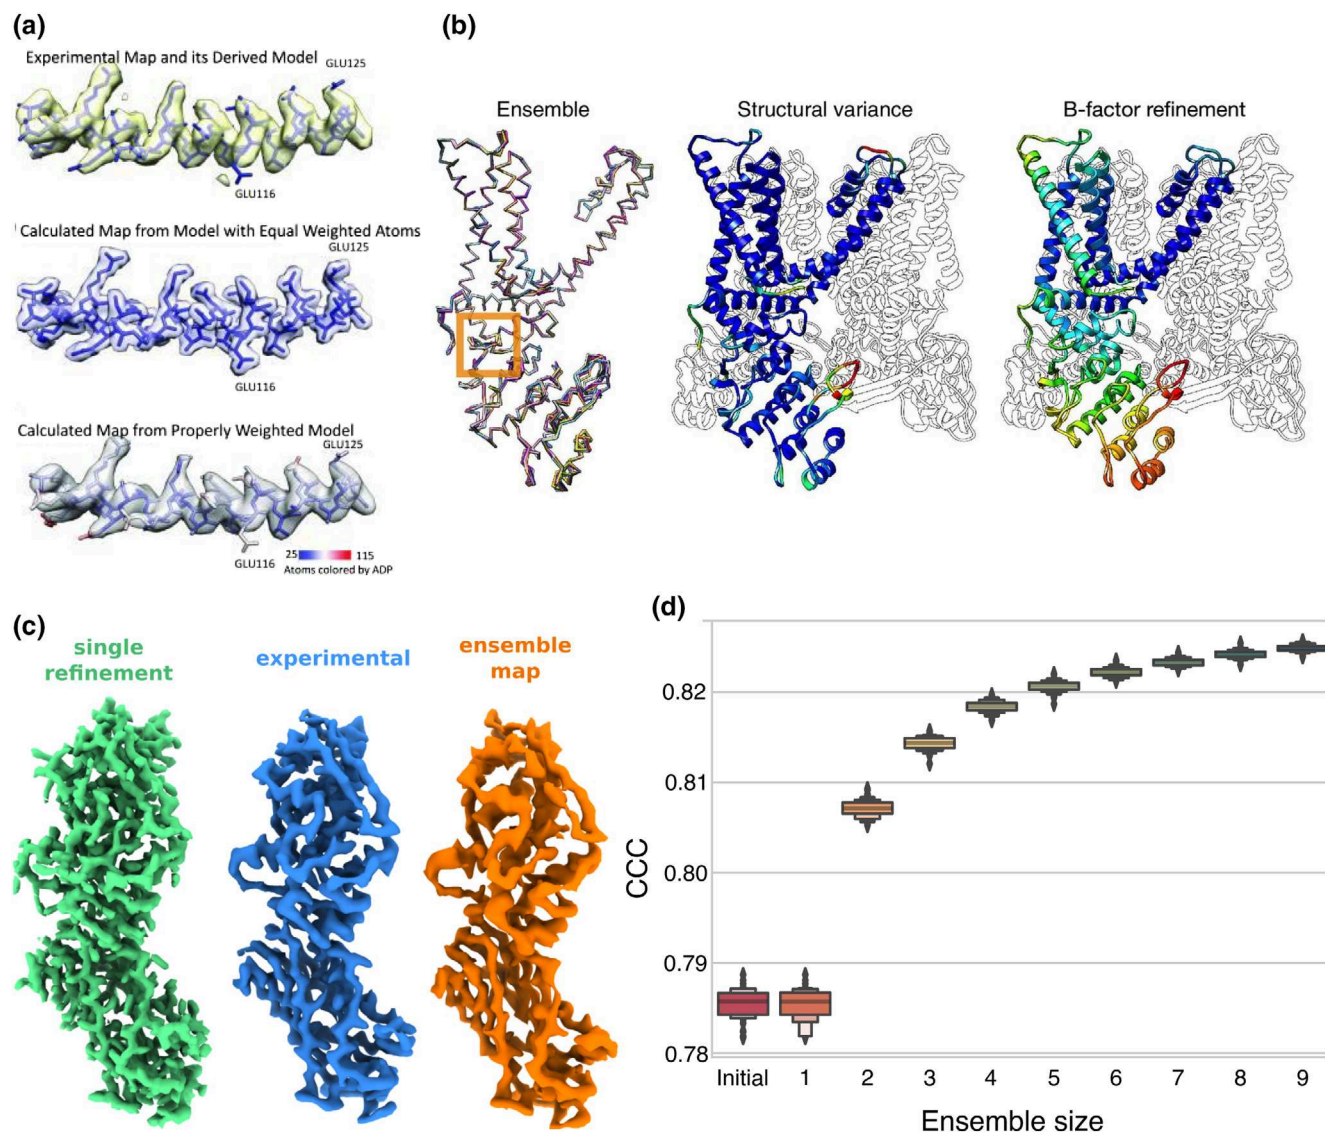 (a)
Experimental Map and its Derived Model
GLU125
GLU116
Calculated Map from Model with Equal Weighted Atoms
GLU125
GLU116
Calculated Map from Properly Weighted Model
GLU125
GLU116
25 115
Atoms colored by ADP
(b)
Ensemble
Structural variance
B-factor refinement
(c)
single
refinement
experimental
ensemble
map
(d)
0.82
0.81
0.80
0.79
0.78
CCC
Initial 1 2 3 4 5 6 7 8 9
Ensemble size